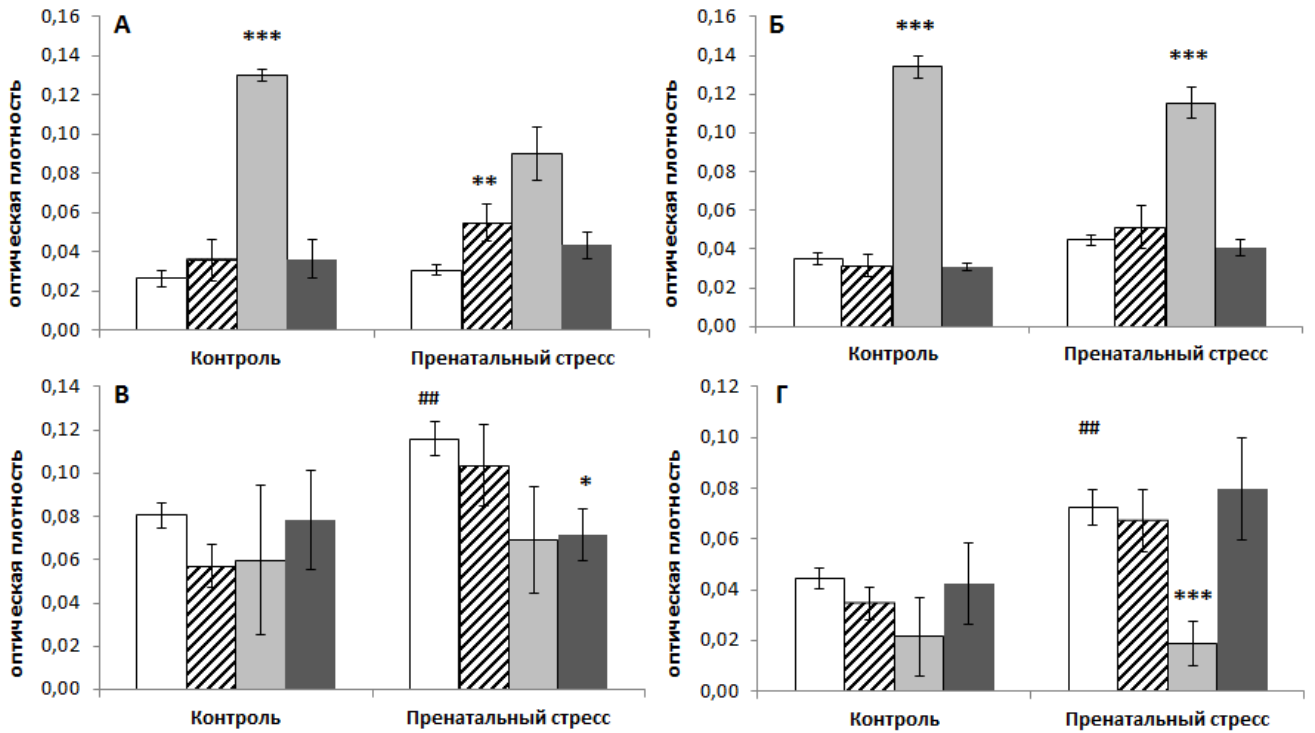 А
оптическая плотность
0,16
0,14
0,12
0,10
0,08
0,06
0,04
0,02
0,00
***
**
Контроль
Пренатальный стресс
Б
оптическая плотность
0,16
0,14
0,12
0,10
0,08
0,06
0,04
0,02
0,00
***
***
Контроль
Пренатальный стресс
В
оптическая плотность
0,14
0,12
0,10
0,08
0,06
0,04
0,02
0,00
##
*
Контроль
Пренатальный стресс
Г
оптическая плотность
0,12
0,10
0,08
0,06
0,04
0,02
0,00
##
***
Контроль
Пренатальный стресс